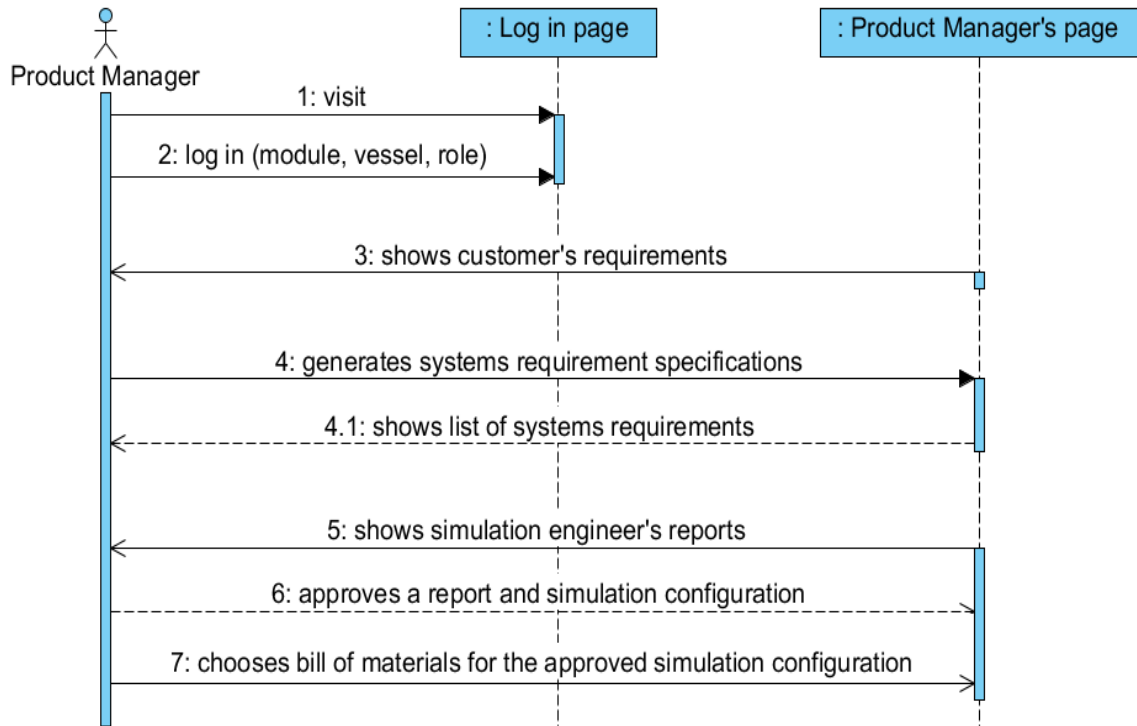 : Log in page
: Product Manager's page
Product Manager
1: visit
2: log in (module, vessel, role)
3: shows customer's requirements
4: generates systems requirement specifications
4.1: shows list of systems requirements
5: shows simulation engineer's reports
6: approves a report and simulation configuration
7: chooses bill of materials for the approved simulation configuration